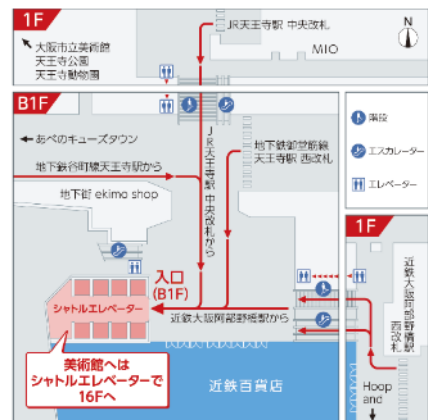 1F
JR天王寺駅 中央改札
N
MIO
大阪市立美術館
天王寺公園
天王寺動物園
B1F
あべのキューズタウン
地下鉄谷町線天王寺駅から
地下街 ekimo shop
JR天王寺駅 中央改札から
地下鉄御堂筋線
天王寺駅 西改札
階段
エスカレーター
エレベーター
入口
(B1F)
シャトルエレベーター
近鉄大阪阿部野橋駅から
美術館へは
シャトルエレベーターで
16Fへ
近鉄百貨店
1F
近鉄大阪阿部野橋駅
西改札
Hoop
and